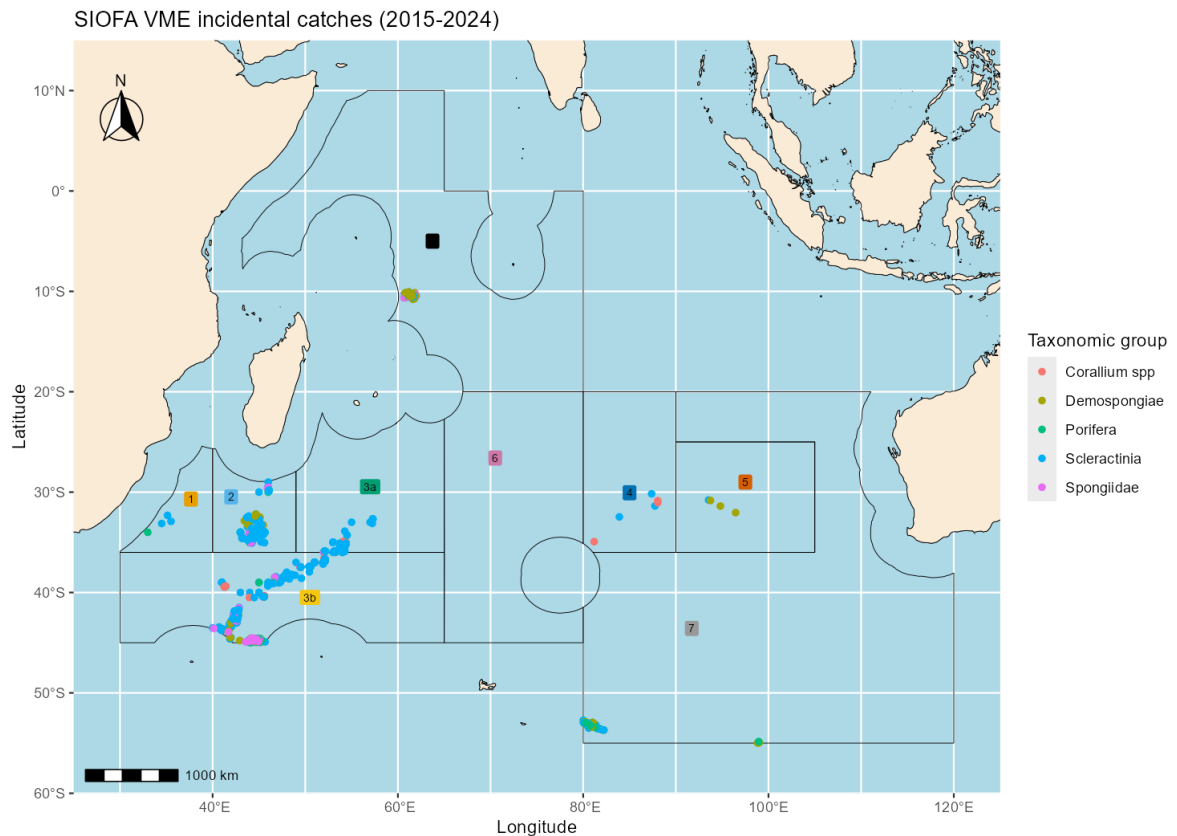 SIOFA VME incidental catches (2015-2024)
N
10°N
0°
10°S
20°S
30°S
40°S
50°S
60°S
Latitude
1
2
3a
3b
4
5
6
7
1000 km
40°E
60°E
80°E
100°E
120°E
Longitude
Taxonomic group
Corallium spp
Demospongiae
Porifera
Scleractinia
Spongiidae